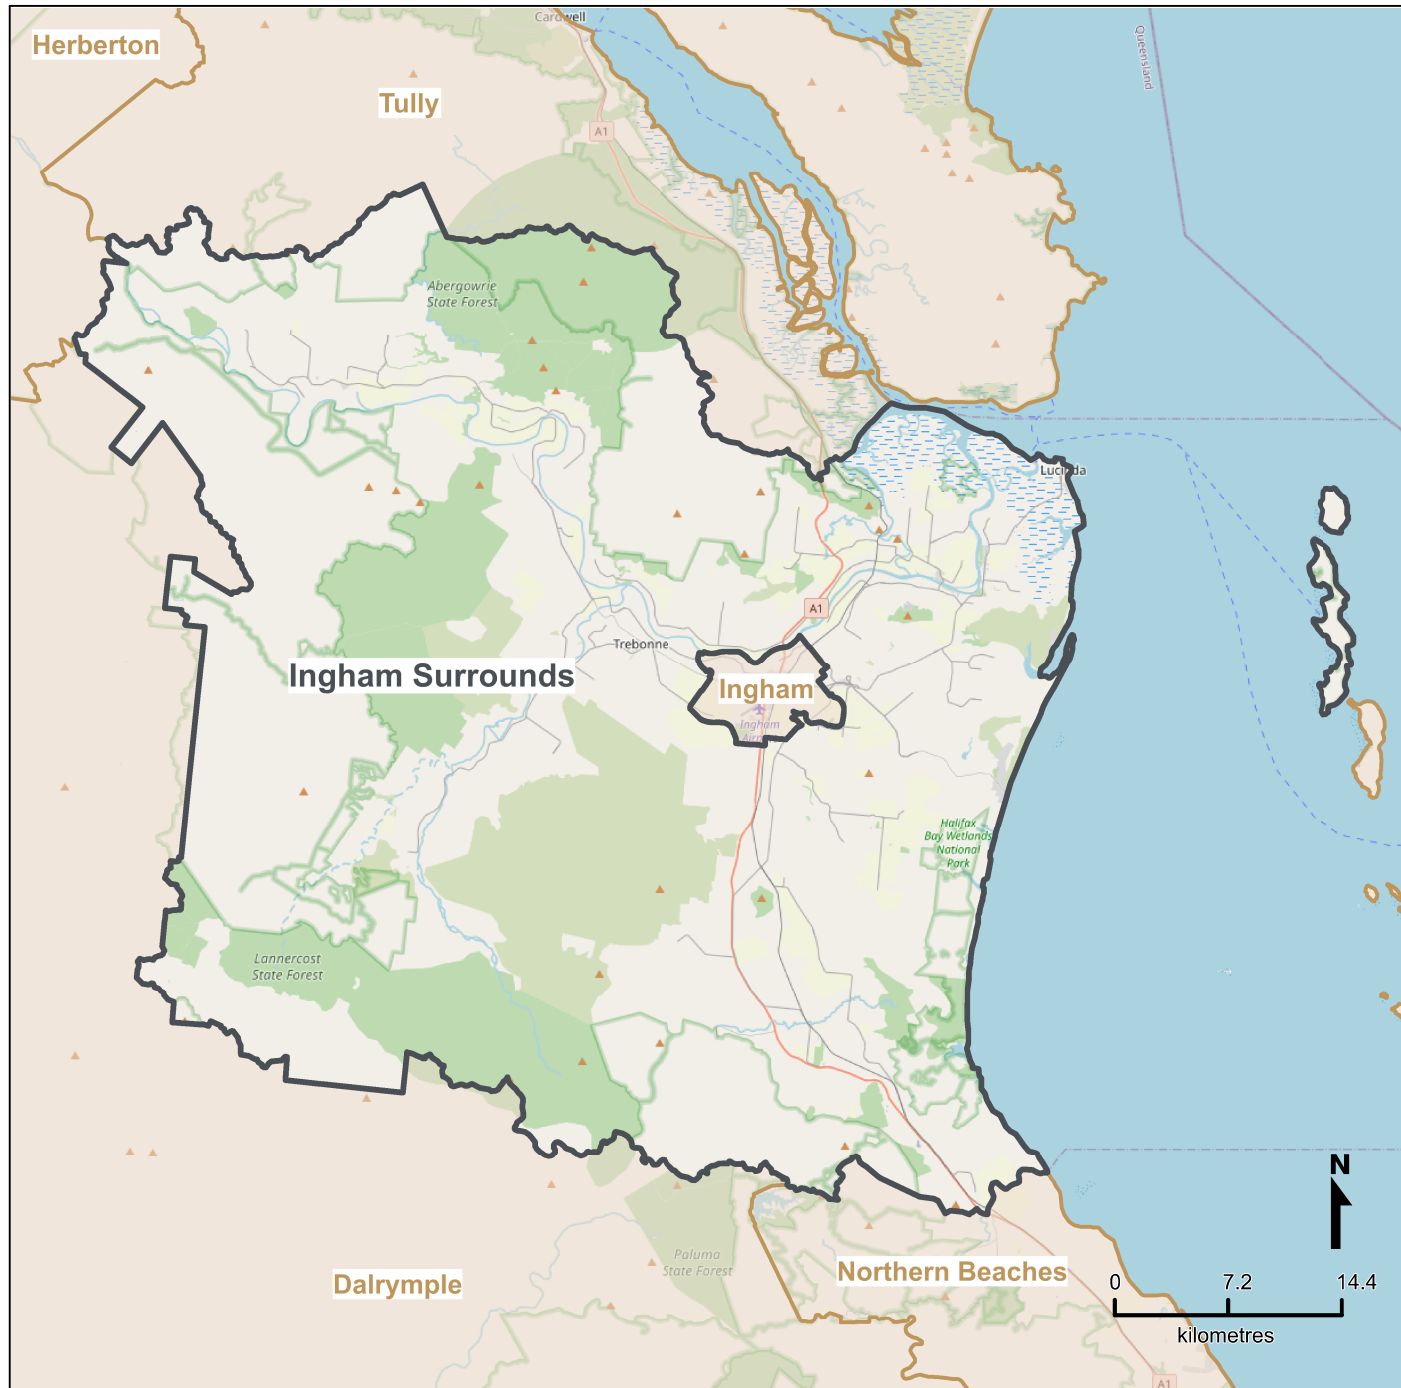 Cardwell
Herberton
Queensland
Tully
A1
Abergowrie
State Forest
Lucinda
A1
Trebonne
Ingham Surrounds
Ingham
Ingham
Halifax
Bay Wetlands
National
Park
Lannercost
State Forest
N
Paluma
State Forest
Northern Beaches
Dalrymple
0 7.2 14.4
kilometres
A1